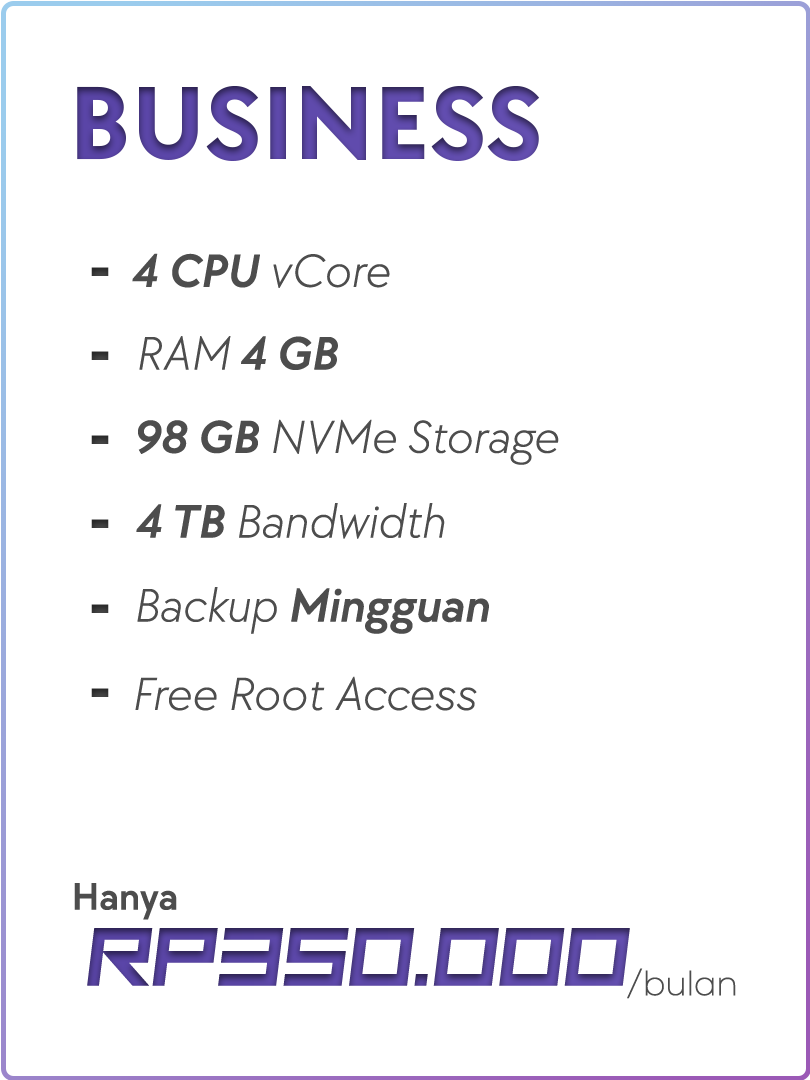 BUSINESS
- 4 CPU vCore
- RAM 4 GB
- 98 GB NVMe Storage
- 4 TB Bandwidth
- Backup Mingguan
- Free Root Access
Hanya
RP350.000/bulan